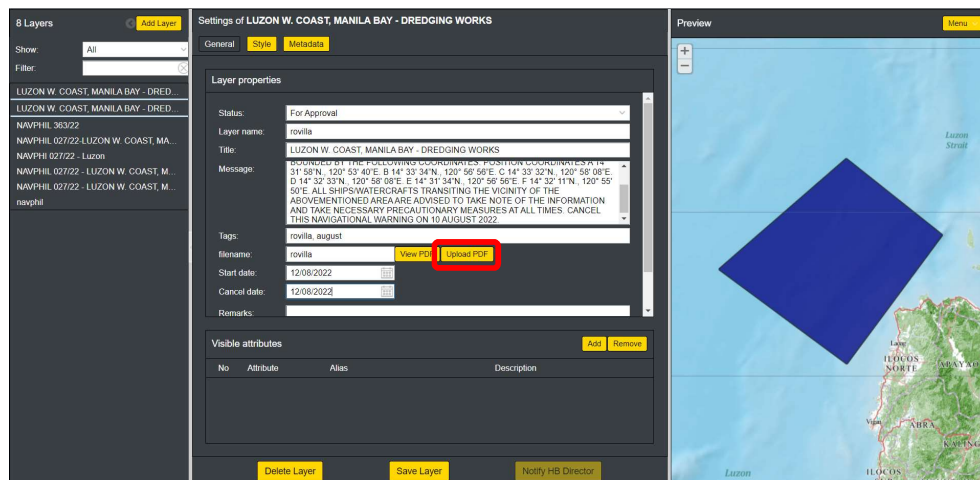 8 Layers
Add Layer
Show:
All
Filter:
LUZON W. COAST, MANILA BAY - DRED...
LUZON W. COAST, MANILA BAY - DRED...
NAVPHIL 363/22
NAVPHIL 027/22-LUZON W. COAST, MA...
NAVPHI 027/22 - Luzon
NAVPHIL 027/22 - LUZON W. COAST, M...
NAVPHIL 027/22 - LUZON W. COAST, M...
navphil
Settings of LUZON W. COAST, MANILA BAY - DREDGING WORKS
General
Style
Metadata
Layer properties
Status:
For Approval
Layer name:
rovilla
Title:
LUZON W. COAST, MANILA BAY - DREDGING WORKS
Message:
BOUNDED BY THE FOLLOWING COORDINATES: POSITION COORDINATES A 14°
31' 58"N., 120° 53' 40"E. B 14° 33' 34"N., 120° 56' 56"E. C 14° 33' 32"N., 120° 58' 08"E.
D 14° 32' 33"N., 120° 58' 08"E. E 14° 31' 34"N., 120° 56' 56"E. F 14° 32' 11"N., 120° 55'
50"E. ALL SHIPS/WATERCRAFTS TRANSITING THE VICINITY OF THE
ABOVEMENTIONED AREA ARE ADVISED TO TAKE NOTE OF THE INFORMATION
AND TAKE NECESSARY PRECAUTIONARY MEASURES AT ALL TIMES. CANCEL
THIS NAVIGATIONAL WARNING ON 10 AUGUST 2022.
Tags:
rovilla, august
filename:
rovilla
View PDF
Upload PDF
Start date:
12/08/2022
Cancel date:
12/08/2022
Remarks:
Visible attributes
Add
Remove
No
Attribute
Alias
Description
Delete Layer
Save Layer
Notify HB Director
Preview
Menu
+
−
Luzon
Strait
Laoag
ILOCOS
NORTE
APAYAO
Vigan
ABRA
KALING
Luzon
ILOCOS